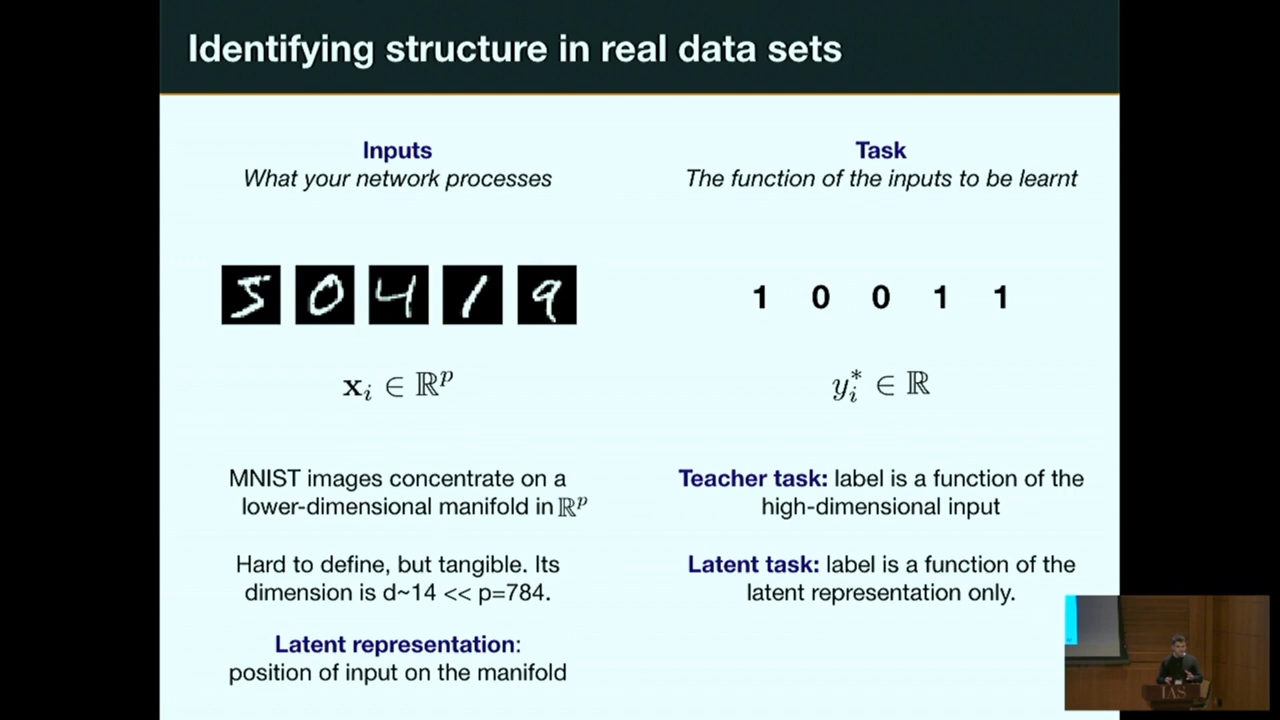 Identifying structure in real data sets
Inputs
What your network processes
5 0 4 1 9
𝐱ᵢ ∈ ℝᵖ
MNIST images concentrate on a
lower-dimensional manifold in ℝᵖ
Hard to define, but tangible. Its
dimension is d~14 << p=784.
Latent representation:
position of input on the manifold
Task
The function of the inputs to be learnt
1 0 0 1 1
yᵢ* ∈ ℝ
Teacher task: label is a function of the
high-dimensional input
Latent task: label is a function of the
latent representation only.
IAS